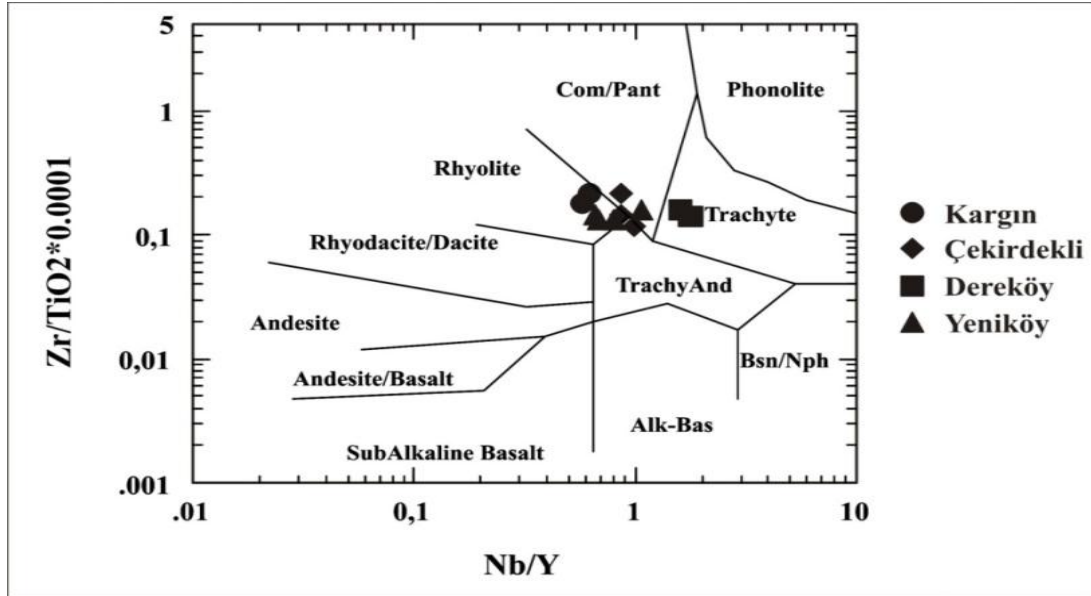 Zr/TiO2*0.0001
5
1
0,1
0,01
.001
.01
0,1
1
10
Nb/Y
Com/Pant
Phonolite
Rhyolite
Trachyte
Rhyodacite/Dacite
TrachyAnd
Andesite
Bsn/Nph
Andesite/Basalt
Alk-Bas
SubAlkaline Basalt
Kargın
Çekirdekli
Dereköy
Yeniköy